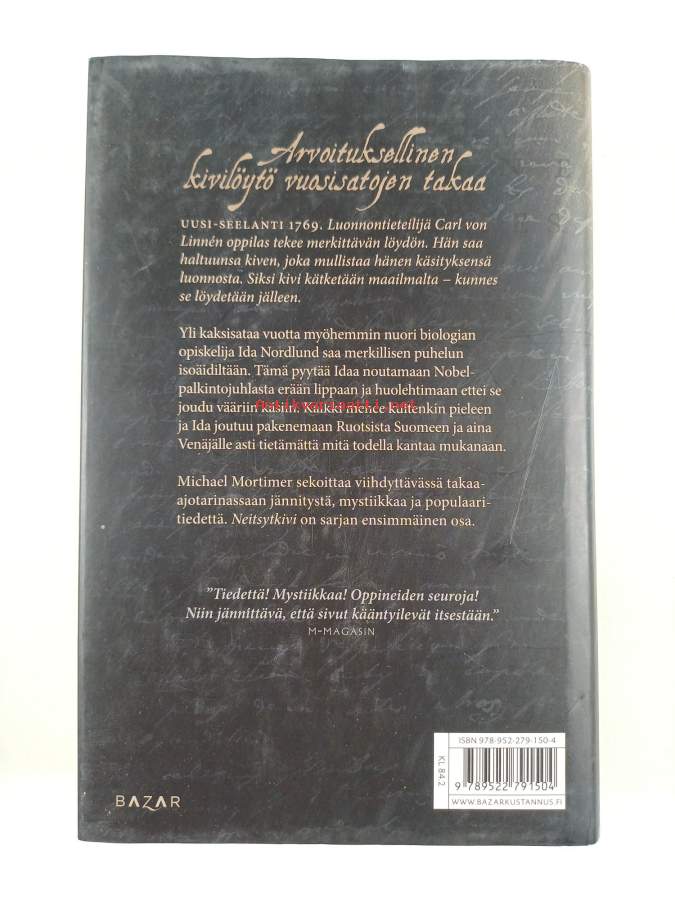 Arvoituksellinen
kivilöytö vuosisatojen takaa
UUSI-SEELANTI 1769. Luonnontieteilijä Carl von
Linnén oppilas tekee merkittävän löydön. Hän saa
haltuunsa kiven, joka mullistaa hänen käsityksensä
luonnosta. Siksi kivi kätketään maailmalta – kunnes
se löydetään jälleen.
Yli kaksisataa vuotta myöhemmin nuori biologian
opiskelija Ida Nordlund saa merkillisen puhelun
isoäidiltään. Tämä pyytää Idaa noutamaan Nobel-
palkintojuhlasta erään lippaan ja huolehtimaan ettei se
joudu vääriin käsiin. Kaikki menee kuitenkin pieleen
ja Ida joutuu pakenemaan Ruotsista Suomeen ja aina
Venäjälle asti tietämättä mitä todella kantaa mukanaan.
Michael Mortimer sekoittaa viihdyttävässä takaa-
ajotarinassaan jännitystä, mystiikkaa ja populaari-
tiedettä. Neitsytkivi on sarjan ensimmäinen osa.
”Tiedettä! Mystiikkaa! Oppineiden seuroja!
Niin jännittävä, että sivut kääntyilevät itsestään.”
M-MAGASIN
ISBN 978-952-279-150-4
KL 84.2
9 789522 791504
WWW.BAZARKUSTANNUS.FI
BAZAR